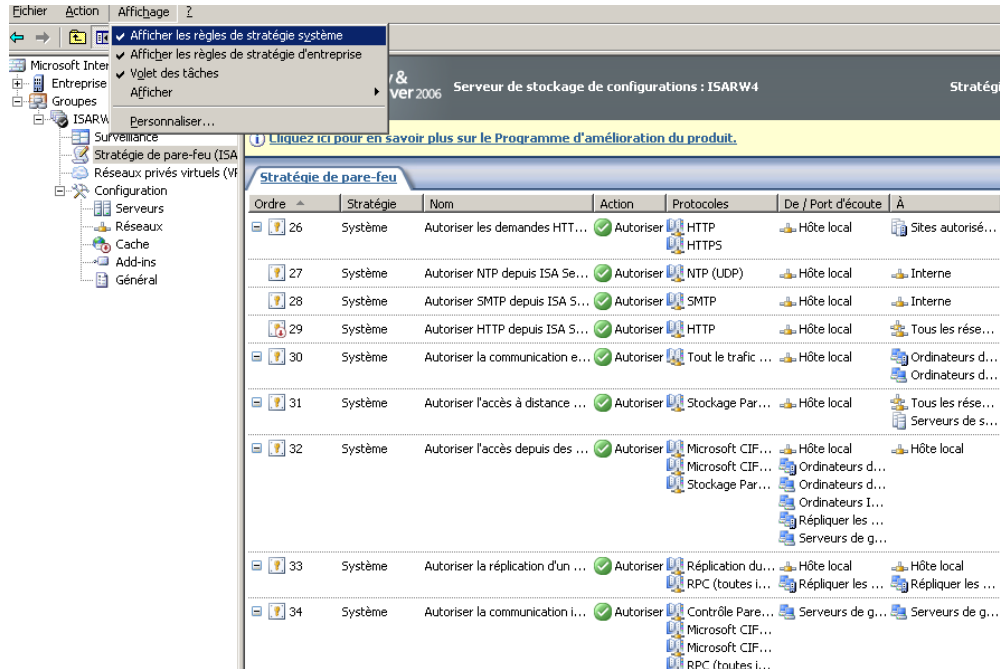 Fichier Action Affichage ?
Afficher les règles de stratégie système
Afficher les règles de stratégie d'entreprise
Volet des tâches
Afficher
Personnaliser...
Microsoft Inter
Entreprise
Groupes
ISARW
Surveillance
Stratégie de pare-feu (ISA
Réseaux privés virtuels (VF
Configuration
Serveurs
Réseaux
Cache
Add-ins
Général
&
ver 2006
Serveur de stockage de configurations : ISARW4
Stratégi
Cliquez ici pour en savoir plus sur le Programme d'amélioration du produit.
Stratégie de pare-feu
Ordre Stratégie Nom Action Protocoles De / Port d'écoute À
26 Système Autoriser les demandes HTT... Autoriser HTTP Hôte local Sites autorisé...
HTTPS
27 Système Autoriser NTP depuis ISA Se... Autoriser NTP (UDP) Hôte local Interne
28 Système Autoriser SMTP depuis ISA S... Autoriser SMTP Hôte local Interne
29 Système Autoriser HTTP depuis ISA S... Autoriser HTTP Hôte local Tous les rése...
30 Système Autoriser la communication e... Autoriser Tout le trafic ... Hôte local Ordinateurs d...
Ordinateurs d...
31 Système Autoriser l'accès à distance ... Autoriser Stockage Par... Hôte local Tous les rése...
Serveurs de s...
32 Système Autoriser l'accès depuis des ... Autoriser Microsoft CIF... Hôte local Hôte local
Microsoft CIF... Ordinateurs d...
Stockage Par... Ordinateurs d...
Ordinateurs I...
Répliquer les ...
Serveurs de g...
33 Système Autoriser la réplication d'un ... Autoriser Réplication du... Hôte local Hôte local
RPC (toutes i... Répliquer les ... Répliquer les ...
34 Système Autoriser la communication i... Autoriser Contrôle Pare... Serveurs de g... Serveurs de g...
Microsoft CIF...
Microsoft CIF...
RPC (toutes i...